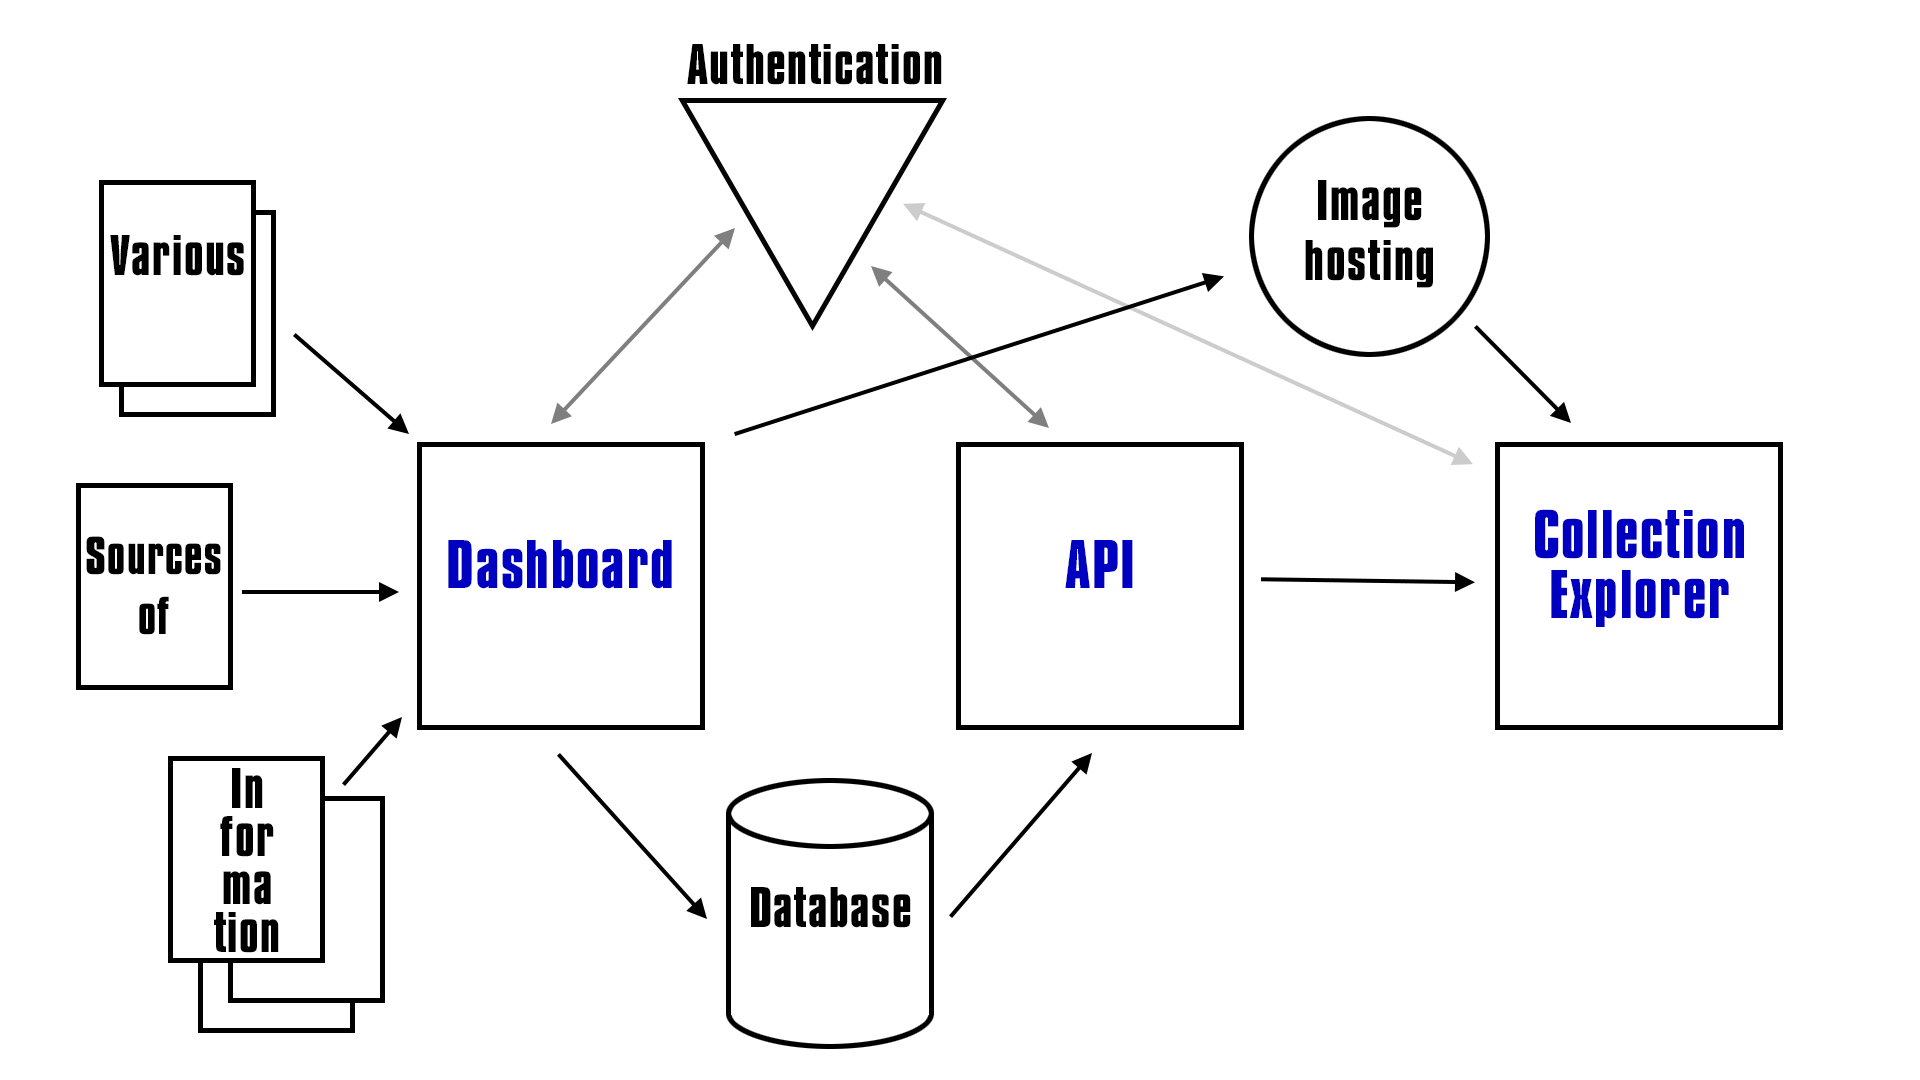 Authentication
Image
hosting
Various
Sources
of
In
for
ma
tion
Dashboard
API
Collection
Explorer
Database